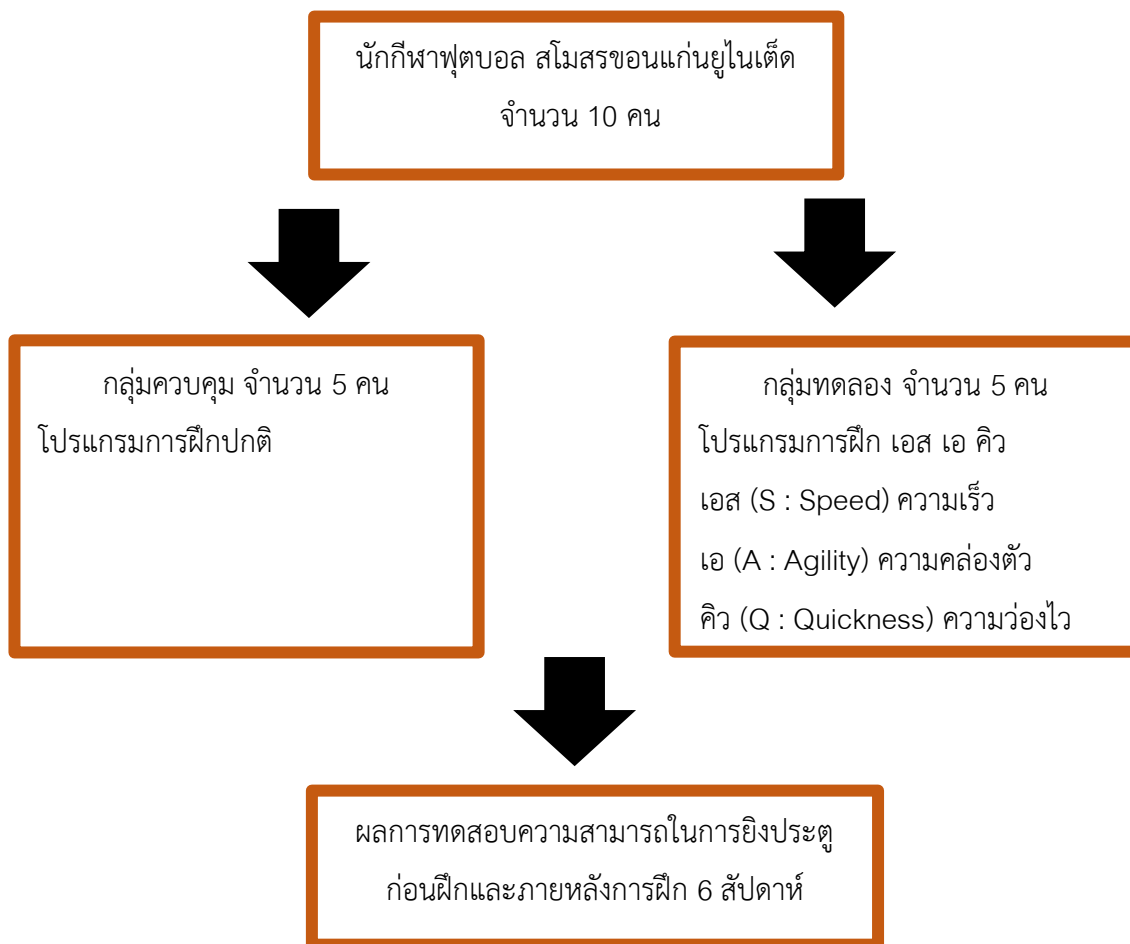 นักกีฬาฟุตบอล สโมสรขอนแก่นยูไนเต็ด
จำนวน 10 คน
กลุ่มควบคุม จำนวน 5 คน
โปรแกรมการฝึกปกติ
กลุ่มทดลอง จำนวน 5 คน
โปรแกรมการฝึก เอส เอ คิว
เอส (S : Speed) ความเร็ว
เอ (A : Agility) ความคล่องตัว
คิว (Q : Quickness) ความว่องไว
ผลการทดสอบความสามารถในการยิงประตู
ก่อนฝึกและภายหลังการฝึก 6 สัปดาห์